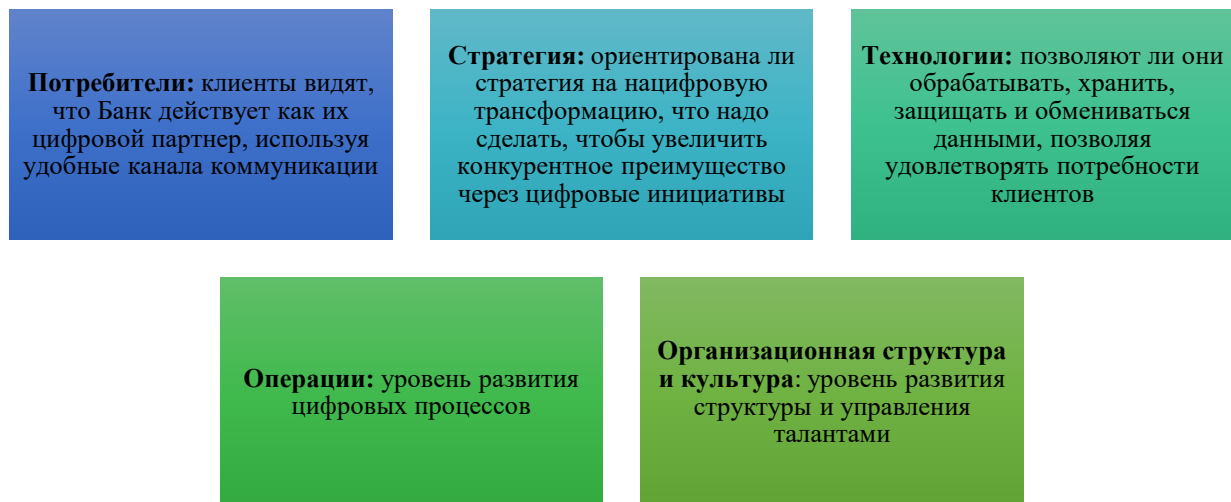 Потребители: клиенты видят,
что Банк действует как их
цифровой партнер, используя
удобные канала коммуникации
Стратегия: ориентирована ли
стратегия на нацифровую
трансформацию, что надо
сделать, чтобы увеличить
конкурентное преимущество
через цифровые инициативы
Технологии: позволяют ли они
обрабатывать, хранить,
защищать и обмениваться
данными, позволяя
удовлетворять потребности
клиентов
Операции: уровень развития
цифровых процессов
Организационная структура
и культура: уровень развития
структуры и управления
талантами